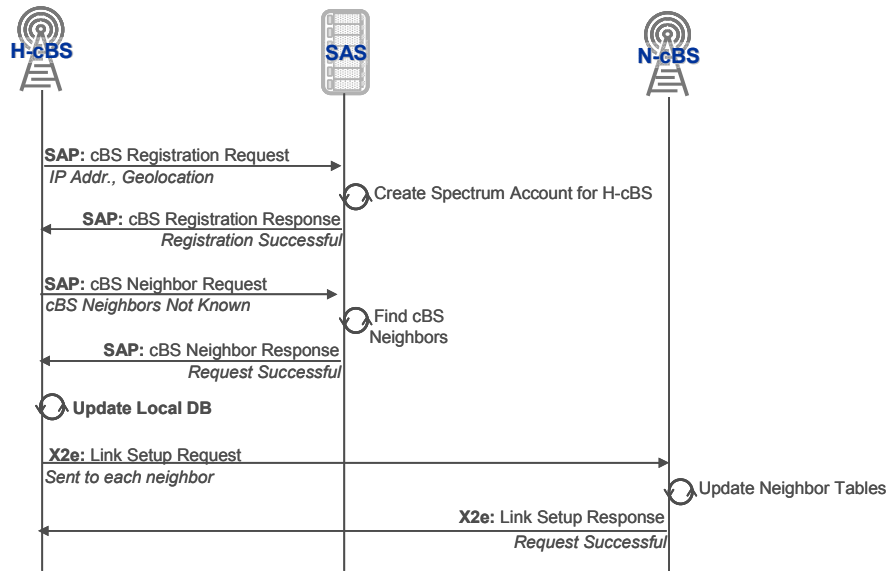 H-cBS
SAS
N-cBS
SAP: cBS Registration Request
IP Addr., Geolocation
Create Spectrum Account for H-cBS
SAP: cBS Registration Response
Registration Successful
SAP: cBS Neighbor Request
cBS Neighbors Not Known
Find cBS
Neighbors
SAP: cBS Neighbor Response
Request Successful
Update Local DB
X2e: Link Setup Request
Sent to each neighbor
Update Neighbor Tables
X2e: Link Setup Response
Request Successful